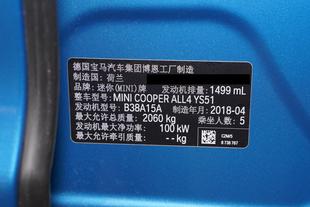 德国宝马汽车集团博恩工厂制造
制造国：荷兰
品牌：迷你(MINI)牌 发动机排量：1499 mL
整车型号：MINI COOPER ALL4 YS51
发动机型号：B38A15A 制造年月：2018-04
最大允许总质量：2060 kg 乘坐人数：5
发动机最大净功率：100 kW
最大允许牵引质量：-- kg